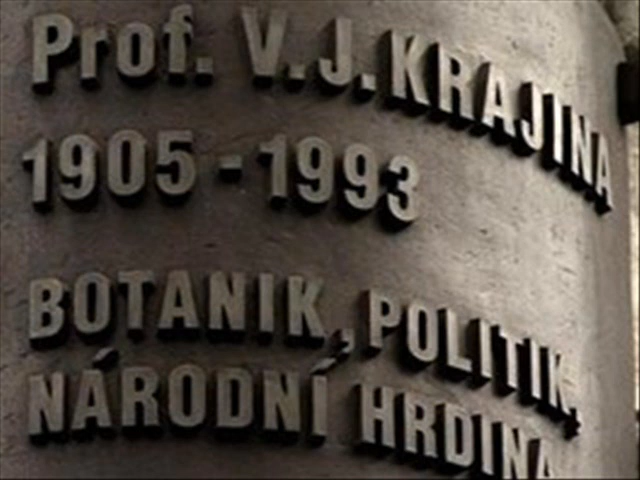 Prof. V.J.KRAJINA
1905-1993
BOTANIK, POLITIK,
NÁRODNÍ HRDINA